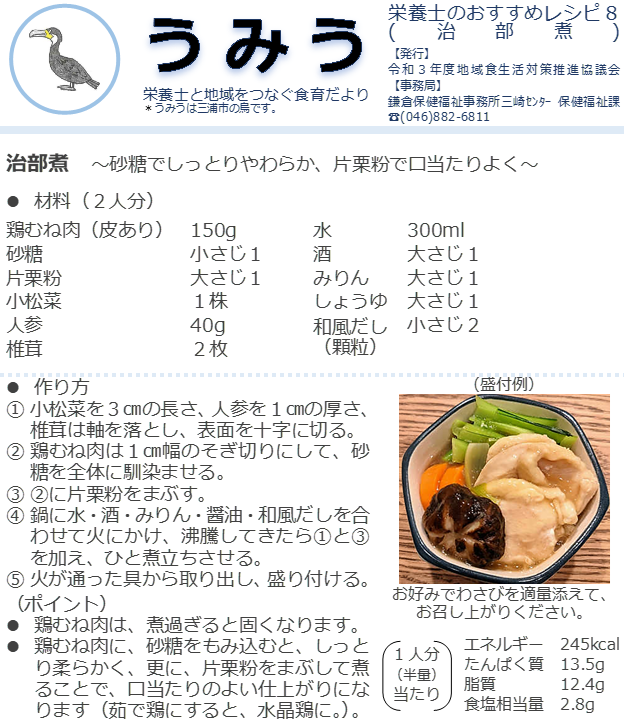 うみう
栄養士と地域をつなぐ食育だより
＊うみうは三浦市の鳥です。
栄養士のおすすめレシピ８
(治部煮)
【発行】
令和３年度地域食生活対策推進協議会
【事務局】
鎌倉保健福祉事務所三崎ｾﾝﾀｰ 保健福祉課
☎(046)882-6811
治部煮 ～砂糖でしっとりやわらか、片栗粉で口当たりよく～
● 材料（２人分）
鶏むね肉（皮あり） 150g 水 300ml
砂糖 小さじ１ 酒 大さじ１
片栗粉 大さじ１ みりん 大さじ１
小松菜 １株 しょうゆ 大さじ１
人参 40g 和風だし 小さじ２
椎茸 ２枚 （顆粒）
● 作り方
① 小松菜を３㎝の長さ、人参を１㎝の厚さ、
椎茸は軸を落とし、表面を十字に切る。
② 鶏むね肉は１㎝幅のそぎ切りにして、砂
糖を全体に馴染ませる。
③ ②に片栗粉をまぶす。
④ 鍋に水・酒・みりん・醤油・和風だしを合
わせて火にかけ、沸騰してきたら①と③
を加え、ひと煮立ちさせる。
⑤ 火が通った具から取り出し、盛り付ける。
（ポイント）
● 鶏むね肉は、煮過ぎると固くなります。
● 鶏むね肉に、砂糖をもみ込むと、しっと
り柔らかく、更に、片栗粉をまぶして煮
ることで、口当たりのよい仕上がりにな
ります（茹で鶏にすると、水晶鶏に。）。
（盛付例）
お好みでわさびを適量添えて、
お召し上がりください。
１人分
（半量）
当たり
エネルギー 245kcal
たんぱく質 13.5g
脂質 12.4g
食塩相当量 2.8g